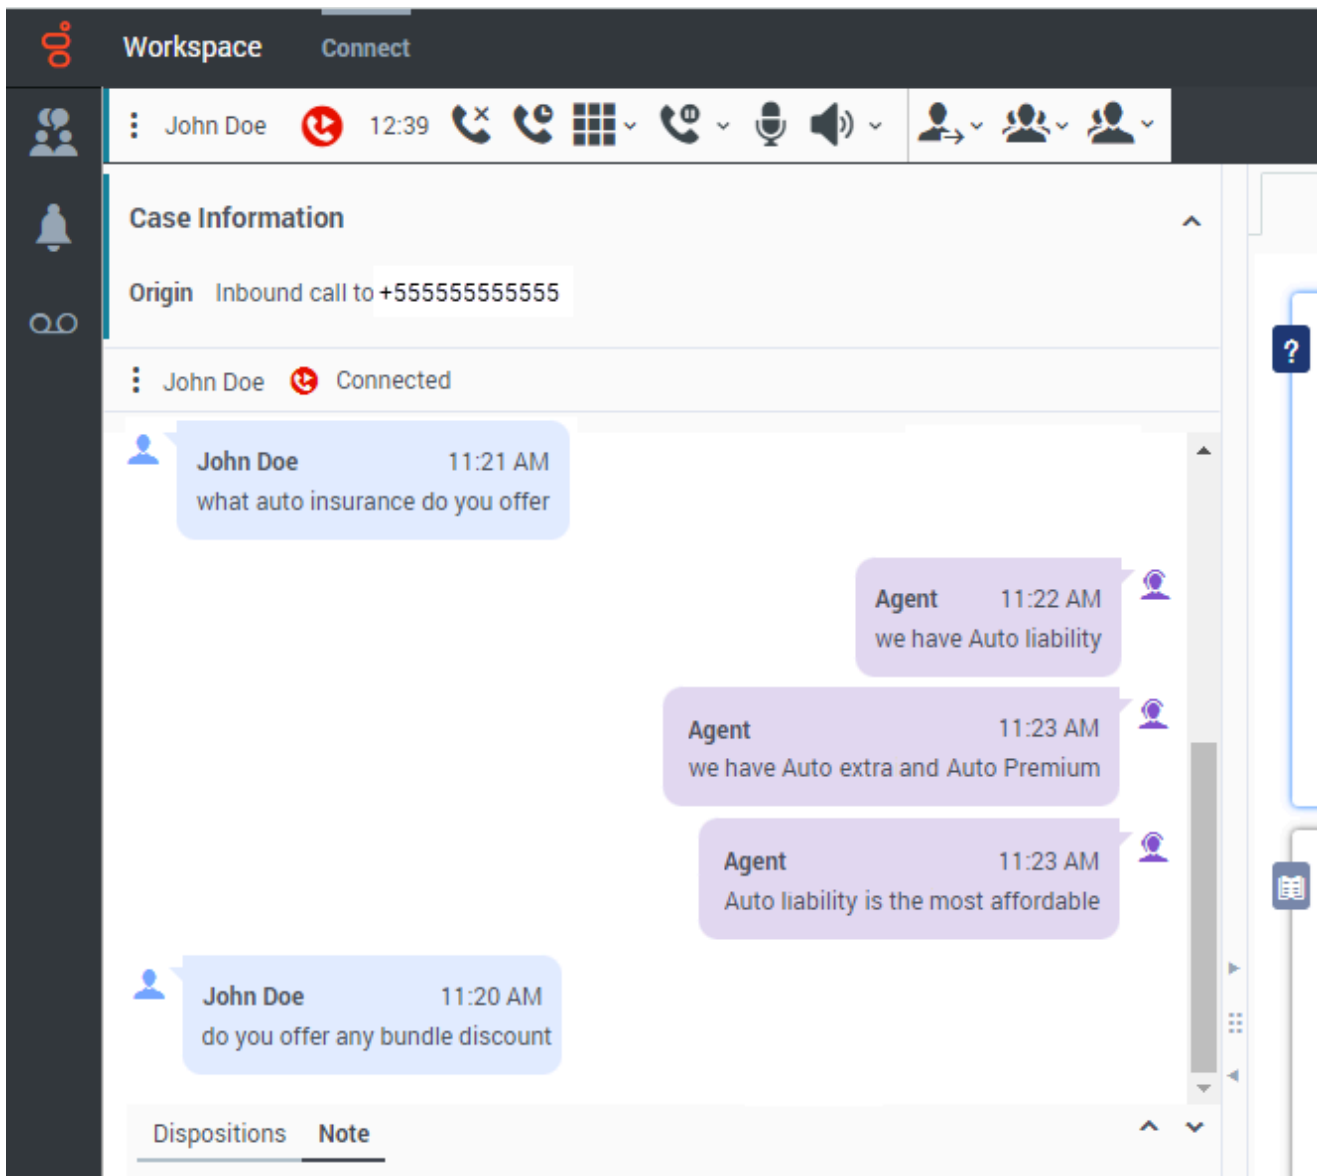 Workspace Connect
John Doe 12:39
Case Information
Origin Inbound call to +555555555555
?
John Doe Connected
John Doe 11:21 AM
what auto insurance do you offer
Agent 11:22 AM
we have Auto liability
Agent 11:23 AM
we have Auto extra and Auto Premium
Agent 11:23 AM
Auto liability is the most affordable
John Doe 11:20 AM
do you offer any bundle discount
Dispositions Note